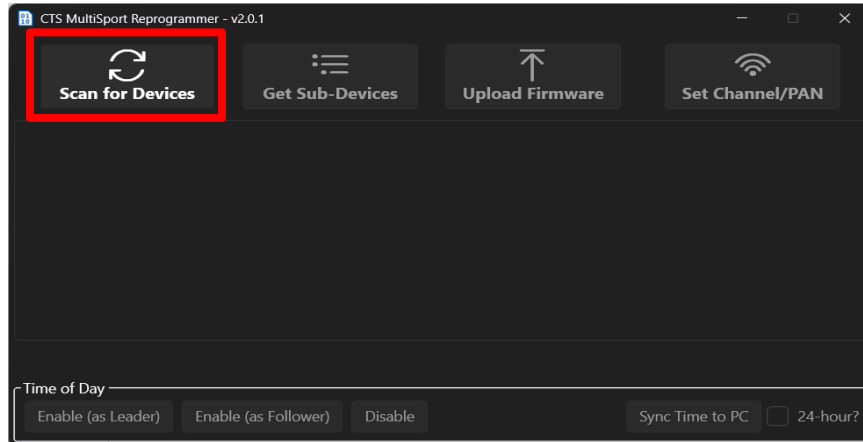 CTS MultiSport Reprogrammer - v2.0.1
Scan for Devices
Get Sub-Devices
Upload Firmware
Set Channel/PAN
Time of Day
Enable (as Leader)
Enable (as Follower)
Disable
Sync Time to PC
24-hour?